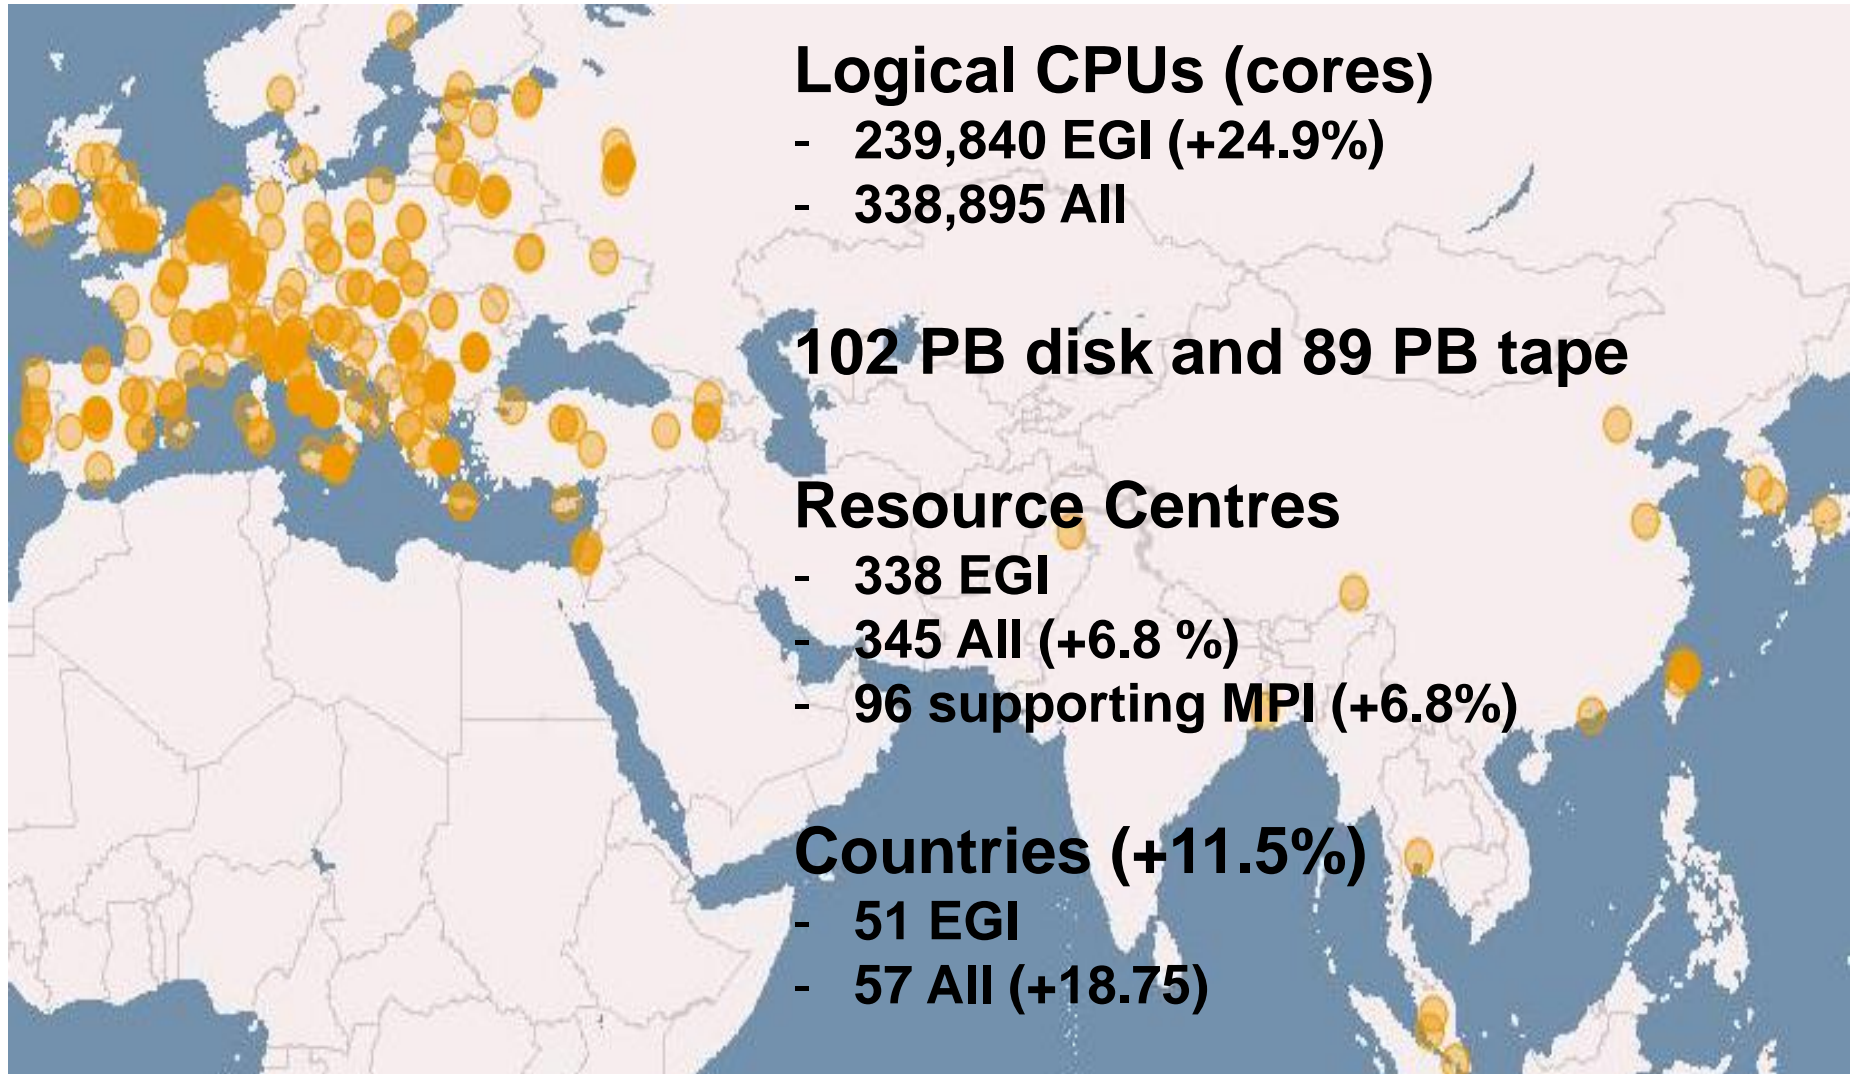 Logical CPUs (cores)
- 239,840 EGI (+24.9%)
- 338,895 All
102 PB disk and 89 PB tape
Resource Centres
- 338 EGI
- 345 All (+6.8 %)
- 96 supporting MPI (+6.8%)
Countries (+11.5%)
- 51 EGI
- 57 All (+18.75)